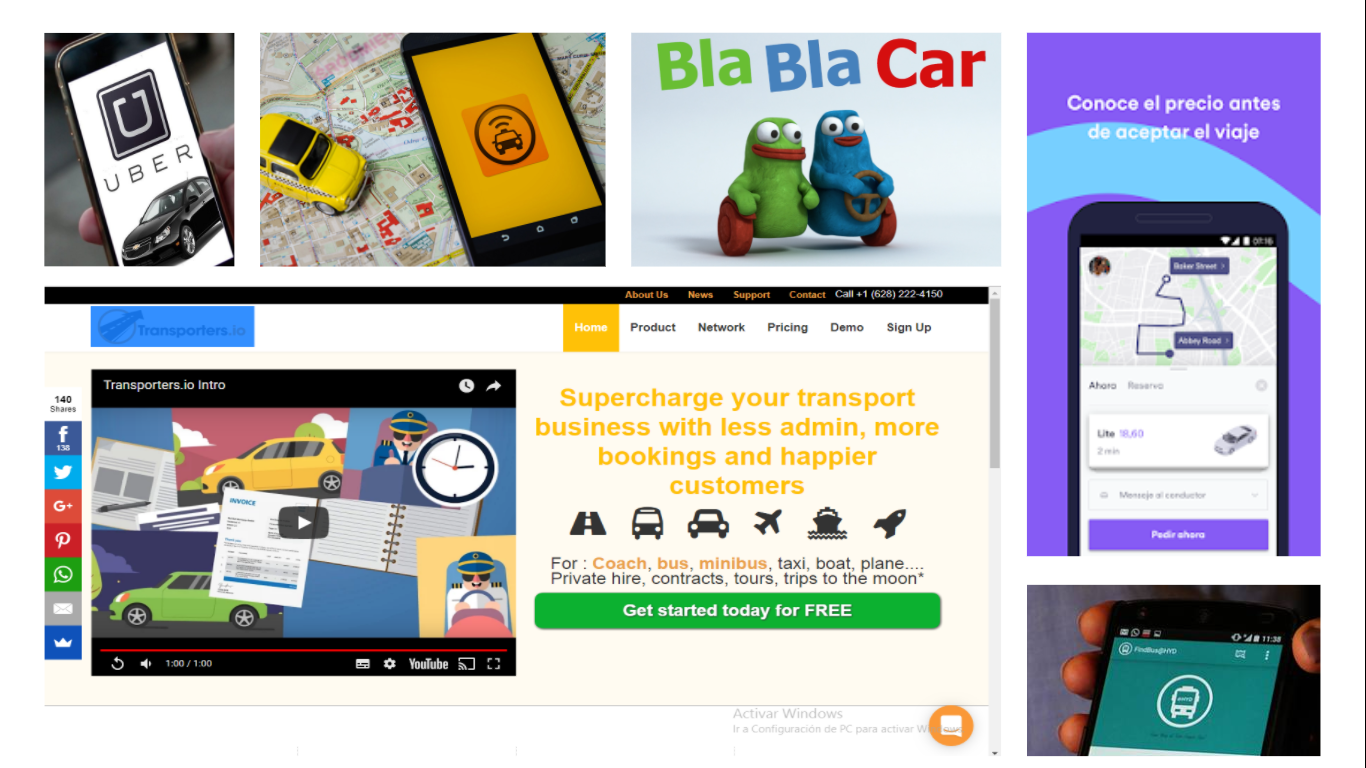 UBER
Bla Bla Car
Conoce el precio antes
de aceptar el viaje
08:16
Baker Street >
Abbey Road >
Ahora Reserva
Lite 18,60
2 min
Mensaje al conductor
Pedir ahora
About Us News Support Contact Call +1 (628) 222-4150
Transporters.io
Home Product Network Pricing Demo Sign Up
140
Shares
f
138
G+
Transporters.io Intro
INVOICE
1:00 / 1:00
YouTube
Supercharge your transport
business with less admin, more
bookings and happier
customers
For : Coach, bus, minibus, taxi, boat, plane....
Private hire, contracts, tours, trips to the moon*
Get started today for FREE
Activar Windows
Ir a Configuración de PC para activar W
11:38
FindBus@HYD
@HYD